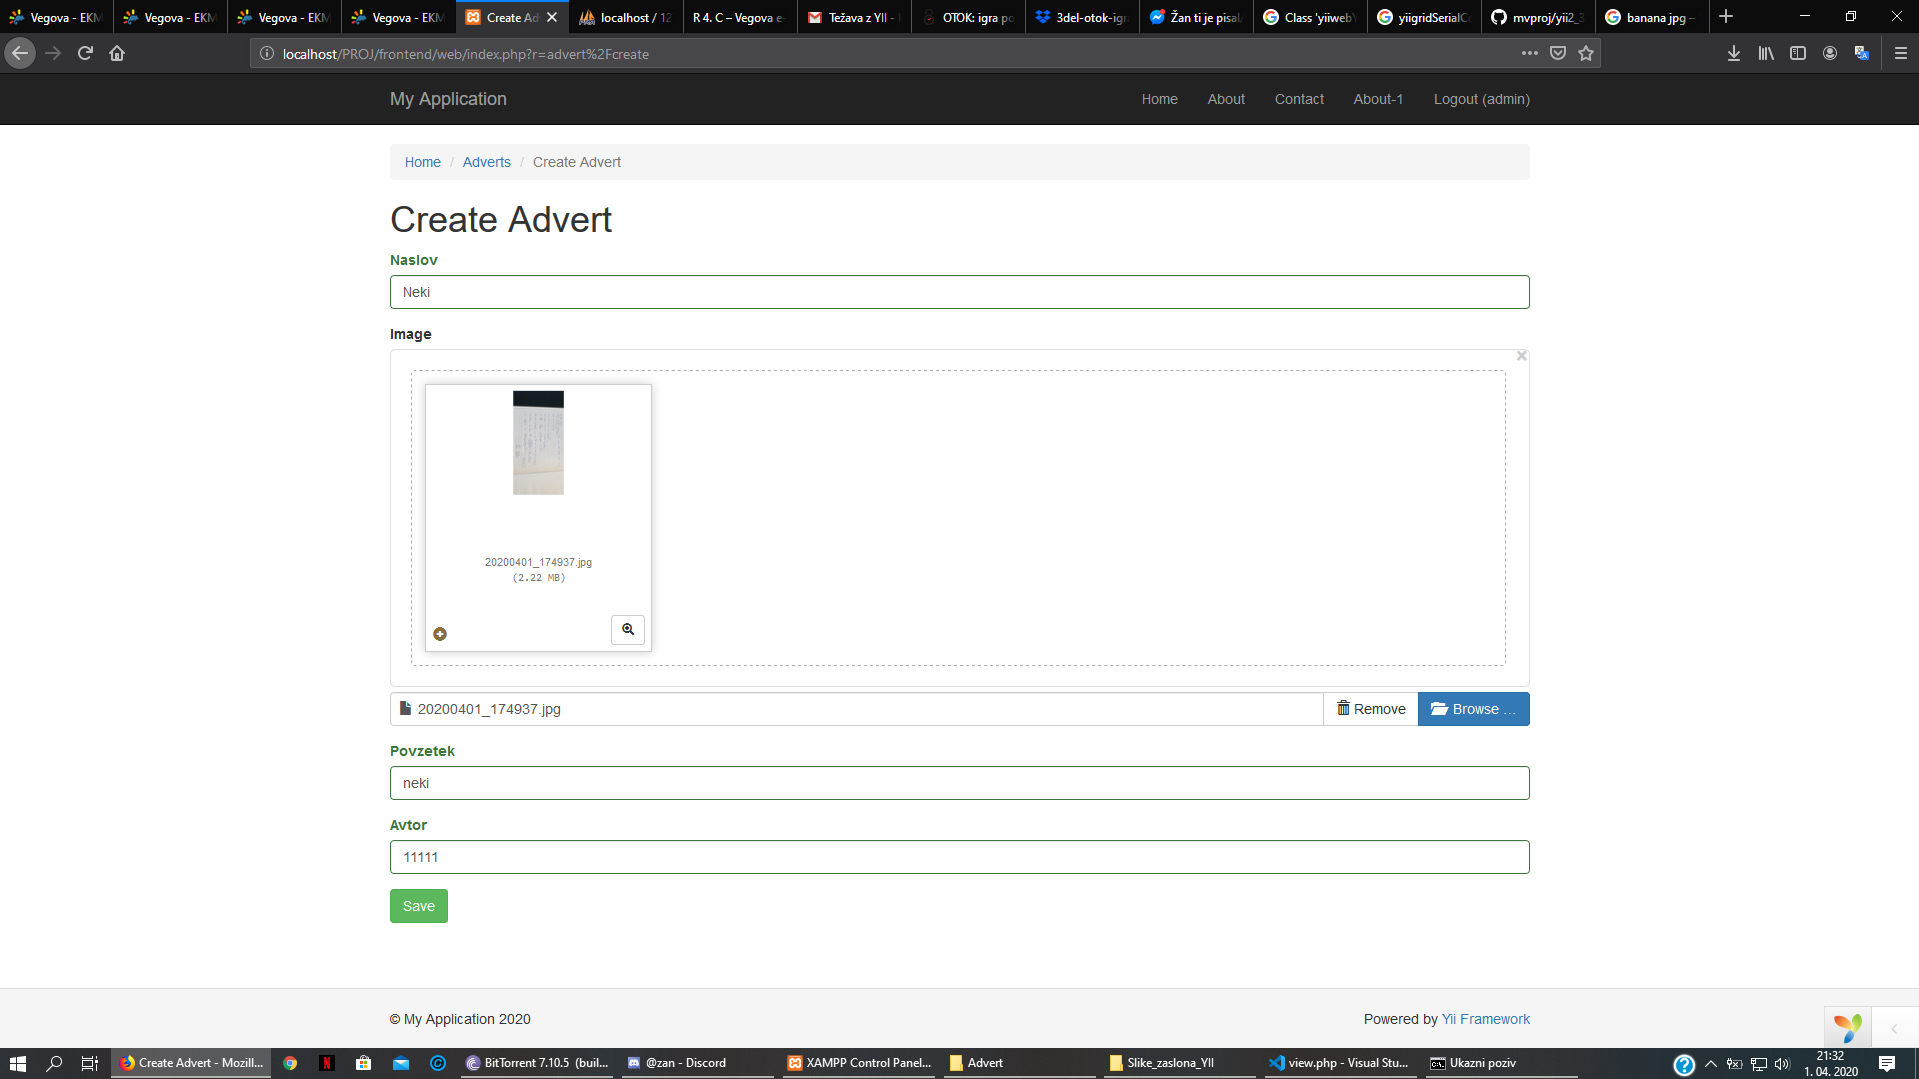 Vegova - EKM
Vegova - EKM
Vegova - EKM
Vegova - EKM
Create Ad
localhost / 12
R 4. C – Vegova e-
Težava z YII -
OTOK: igra po
3del-otok-igr
Žan ti je pisal
Class 'yii\web\
yiigridSerialC
mvproj/yii2_3
banana jpg –
localhost/PROJ/frontend/web/index.php?r=advert%2Fcreate
My Application
Home
About
Contact
About-1
Logout (admin)
Home / Adverts / Create Advert
Create Advert
Naslov
Neki
Image
20200401_174937.jpg
(2.22 MB)
20200401_174937.jpg
Remove
Browse ...
Povzetek
neki
Avtor
11111
Save
© My Application 2020
Powered by Yii Framework
Create Advert - Mozill...
BitTorrent 7.10.5 (buil...
@zan - Discord
XAMPP Control Panel...
Advert
Slike_zaslona_YII
view.php - Visual Stu...
Ukazni poziv
21:32
1. 04. 2020